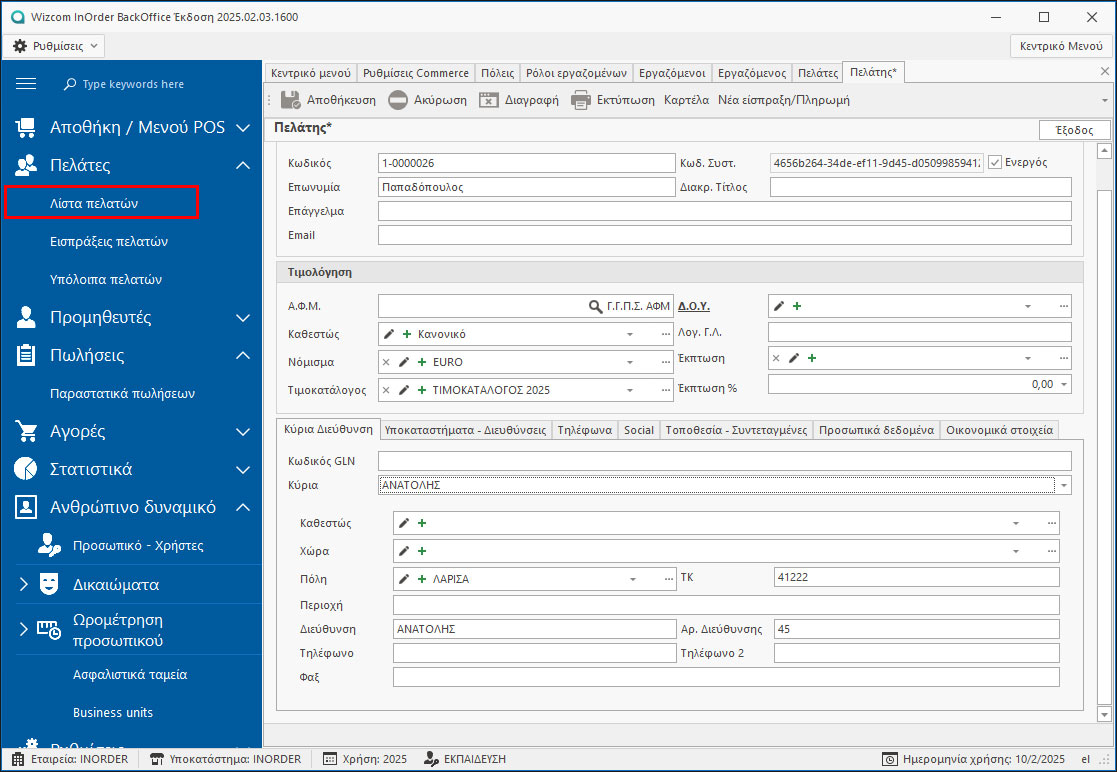 Wizcom InOrder BackOffice Έκδοση 2025.02.03.1600
Ρυθμίσεις
Κεντρικό Μενού
Type keywords here
Αποθήκη / Μενού POS
Πελάτες
Λίστα πελατών
Εισπράξεις πελατών
Υπόλοιπα πελατών
Προμηθευτές
Πωλήσεις
Παραστατικά πωλήσεων
Αγορές
Στατιστικά
Ανθρώπινο δυναμικό
Προσωπικό - Χρήστες
Δικαιώματα
Ωρομέτρηση
προσωπικού
Ασφαλιστικά ταμεία
Business units
Ρυθμίσεις
Κεντρικό μενού Ρυθμίσεις Commerce Πόλεις Ρόλοι εργαζομένων Εργαζόμενοι Εργαζόμενος Πελάτες Πελάτης*
Αποθήκευση Ακύρωση Διαγραφή Εκτύπωση Καρτέλα Νέα είσπραξη/Πληρωμή
Πελάτης*
Έξοδος
Κωδικός 1-0000026 Κωδ. Συστ. 4656b264-34de-ef11-9d45-d05099859412 Ενεργός
Επωνυμία Παπαδόπουλος Διακρ. Τίτλος
Επάγγελμα
Email
Τιμολόγηση
Α.Φ.Μ. Γ.Γ.Π.Σ. ΑΦΜ Δ.Ο.Υ.
Καθεστώς Κανονικό Λογ. Γ.Λ.
Νόμισμα EURO Έκπτωση
Τιμοκατάλογος ΤΙΜΟΚΑΤΑΛΟΓΟΣ 2025 Έκπτωση % 0,00
Κύρια Διεύθυνση Υποκαταστήματα - Διευθύνσεις Τηλέφωνα Social Τοποθεσία - Συντεταγμένες Προσωπικά δεδομένα Οικονομικά στοιχεία
Κωδικός GLN
Κύρια ΑΝΑΤΟΛΗΣ
Καθεστώς
Χώρα
Πόλη ΛΑΡΙΣΑ ΤΚ 41222
Περιοχή
Διεύθυνση ΑΝΑΤΟΛΗΣ Αρ. Διεύθυνσης 45
Τηλέφωνο Τηλέφωνο 2
Φαξ
Εταιρεία: INORDER Υποκατάστημα: INORDER Χρήση: 2025 ΕΚΠΑΙΔΕΥΣΗ Ημερομηνία χρήσης: 10/2/2025 el